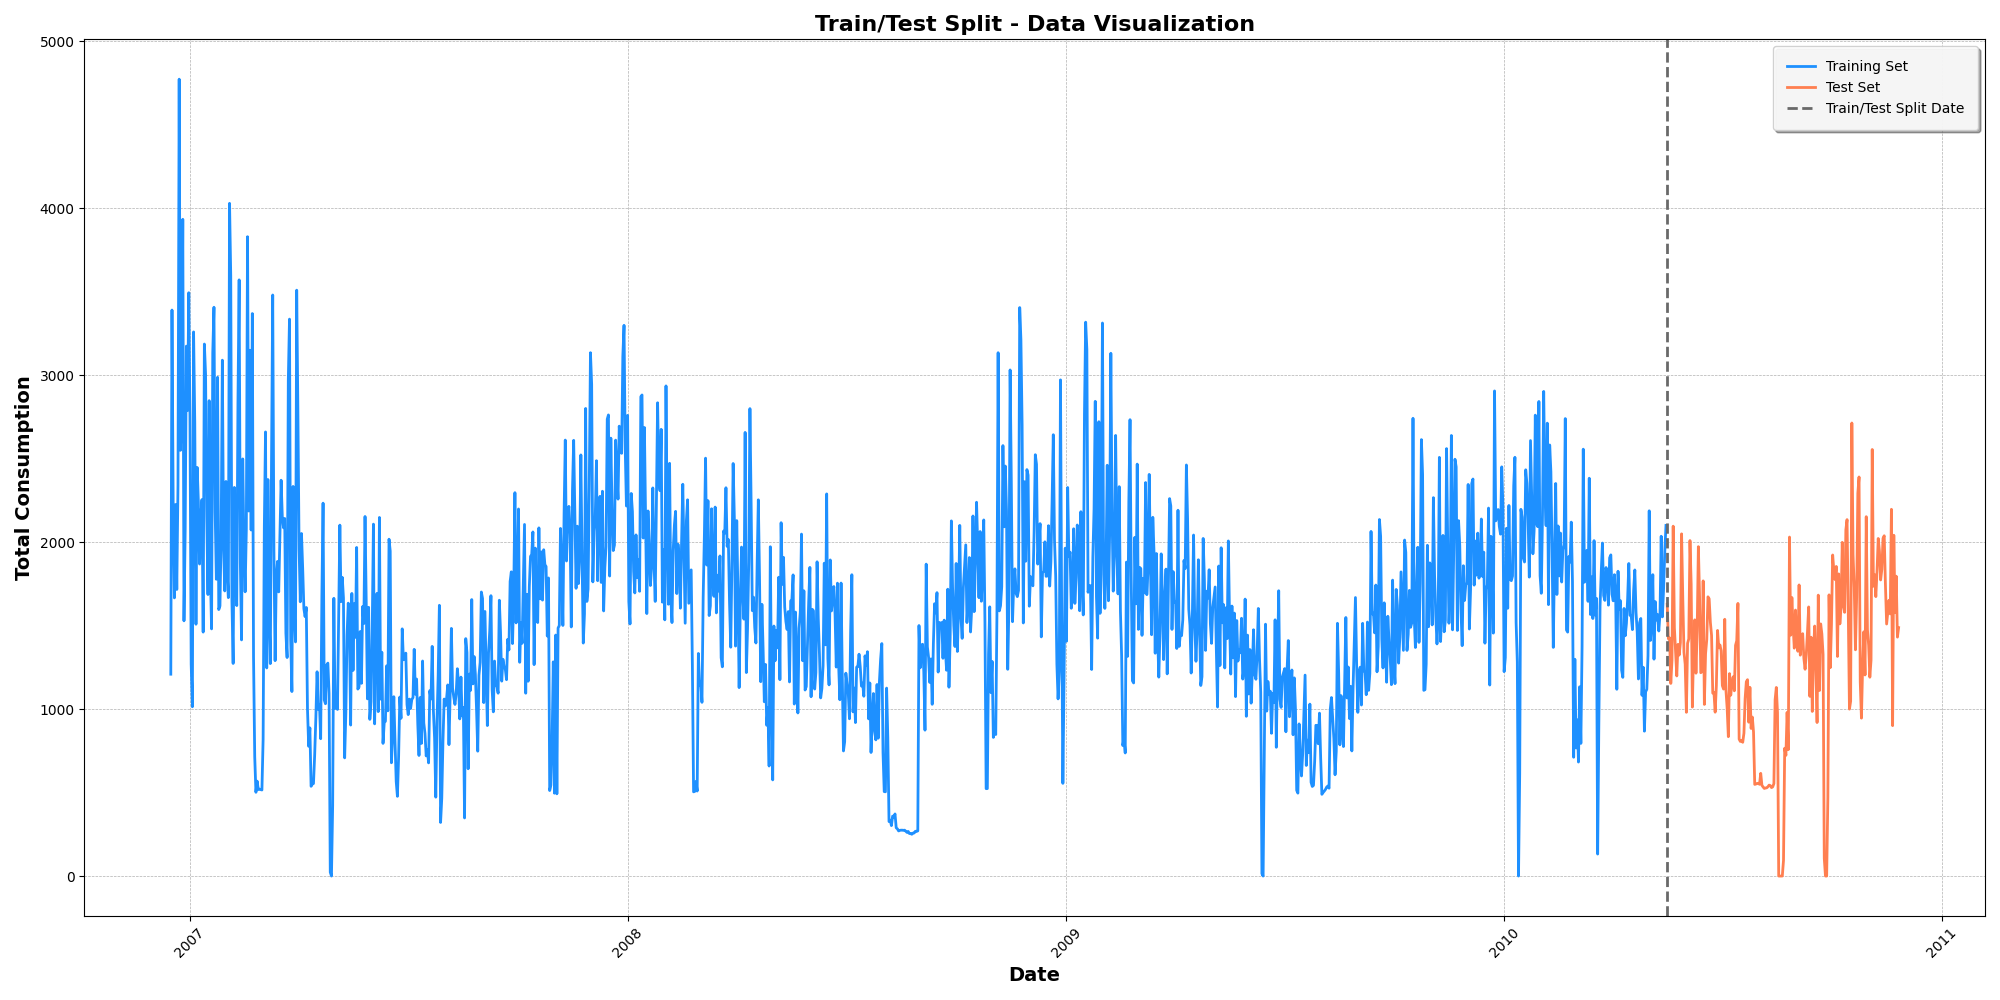 Train/Test Split - Data Visualization
Training Set
Test Set
Train/Test Split Date
Total Consumption
5000
4000
3000
2000
1000
0
2007
2008
2009
2010
2011
Date